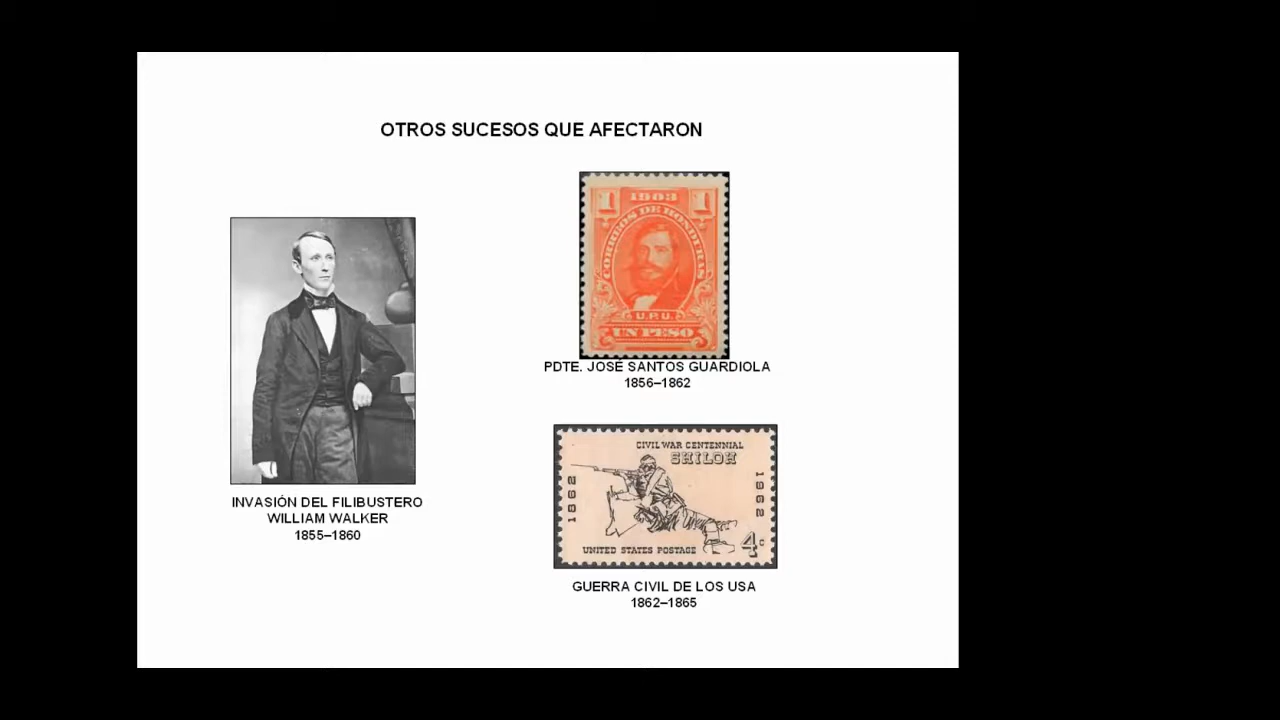 OTROS SUCESOS QUE AFECTARON
1 1903 1
CORREOS DE HONDURAS
U.P.U.
UN PESO
PDTE. JOSÉ SANTOS GUARDIOLA
1856–1862
INVASIÓN DEL FILIBUSTERO
WILLIAM WALKER
1855–1860
CIVIL WAR CENTENNIAL
SHILOH
1862
1962
UNITED STATES POSTAGE
4c
GUERRA CIVIL DE LOS USA
1862–1865